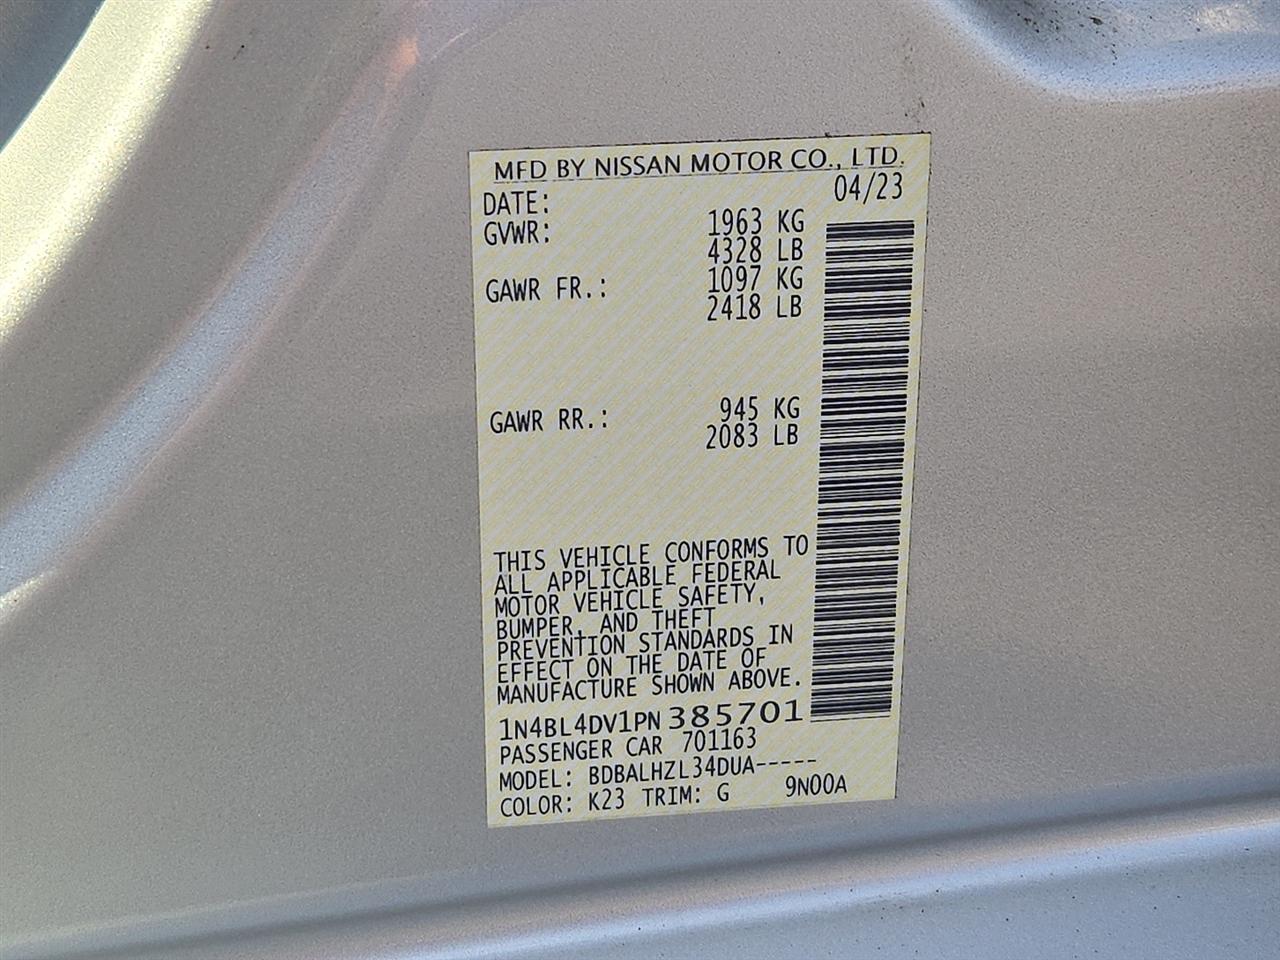 MFD BY NISSAN MOTOR CO., LTD.
DATE: 04/23
GVWR: 1963 KG
4328 LB
GAWR FR.: 1097 KG
2418 LB
GAWR RR.: 945 KG
2083 LB
THIS VEHICLE CONFORMS TO
ALL APPLICABLE FEDERAL
MOTOR VEHICLE SAFETY,
BUMPER, AND THEFT
PREVENTION STANDARDS IN
EFFECT ON THE DATE OF
MANUFACTURE SHOWN ABOVE.
1N4BL4DV1PN385701
PASSENGER CAR 701163
MODEL: BDBALHZL34DUA-----
COLOR: K23 TRIM: G 9N00A